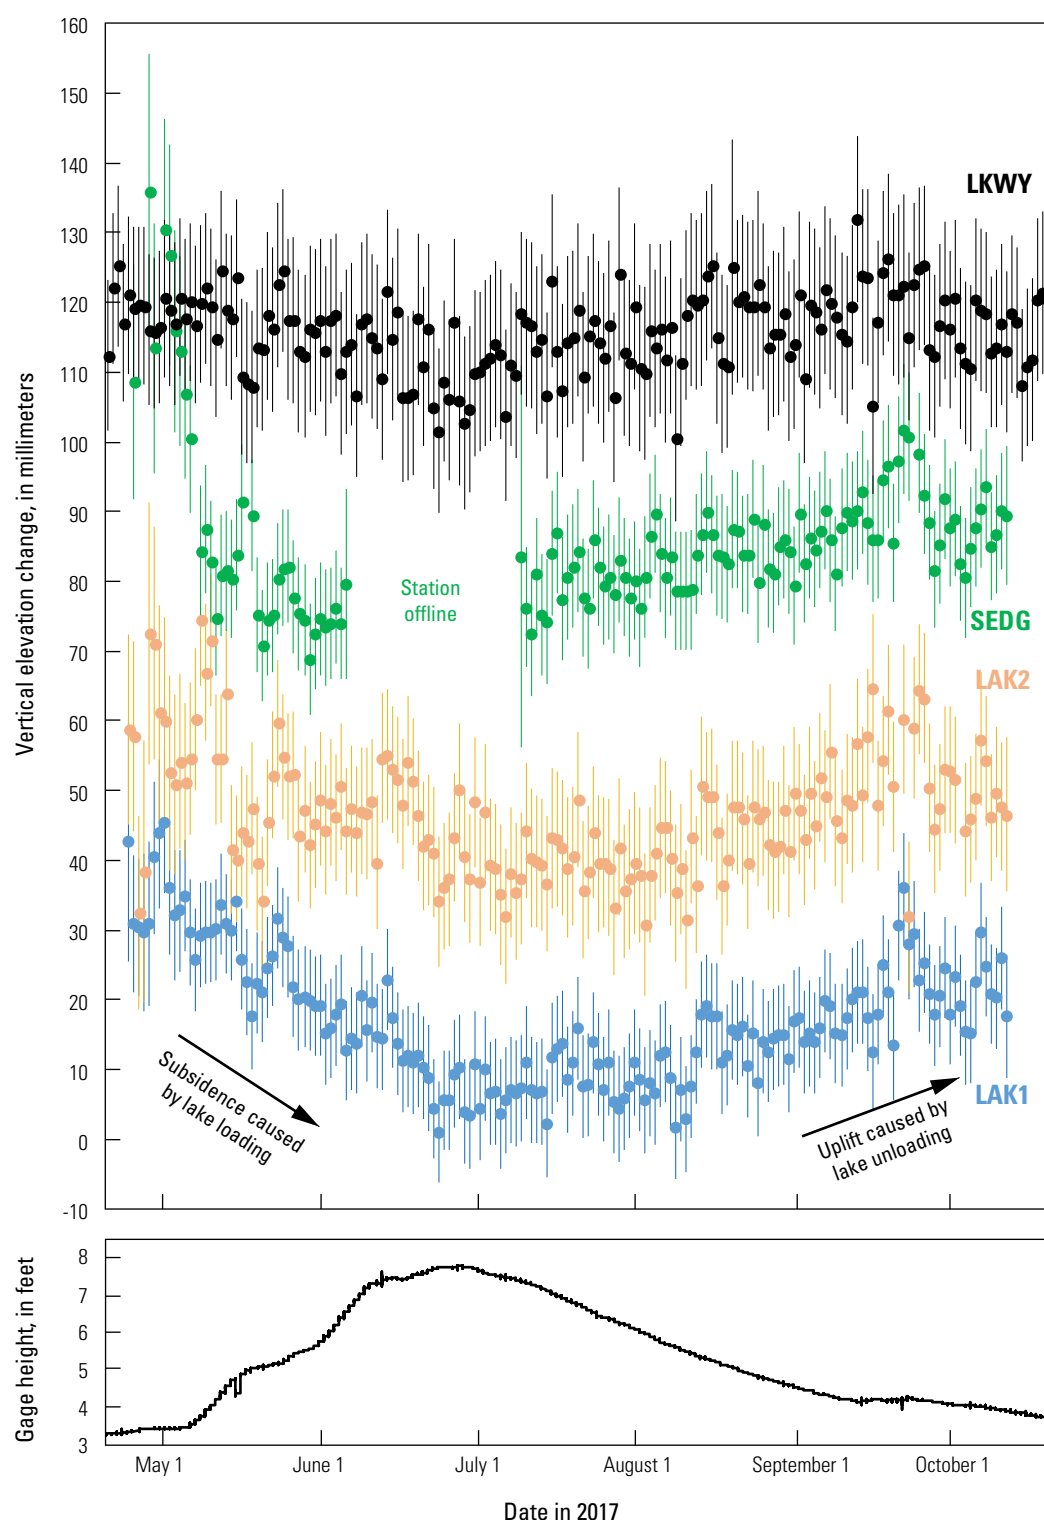 160
150
140
130
120
110
100
90
80
70
60
50
40
30
20
10
0
-10
Vertical elevation change, in millimeters
LKWY
SEDG
LAK2
LAK1
Station
offline
Subsidence caused
by lake loading
Uplift caused by
lake unloading
8
7
6
5
4
3
Gage height, in feet
May 1
June 1
July 1
August 1
September 1
October 1
Date in 2017